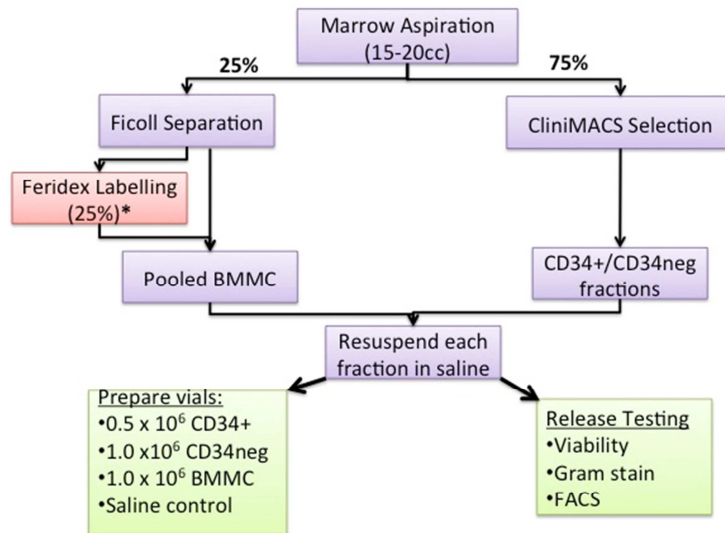 Marrow Aspiration
(15-20cc)
25%
75%
Ficoll Separation
CliniMACS Selection
Feridex Labelling
(25%)*
Pooled BMMC
CD34+/CD34neg
fractions
Resuspend each
fraction in saline
Prepare vials:
•0.5 x 10⁶ CD34+
•1.0 x10⁶ CD34neg
•1.0 x 10⁶ BMMC
•Saline control
Release Testing
•Viability
•Gram stain
•FACS